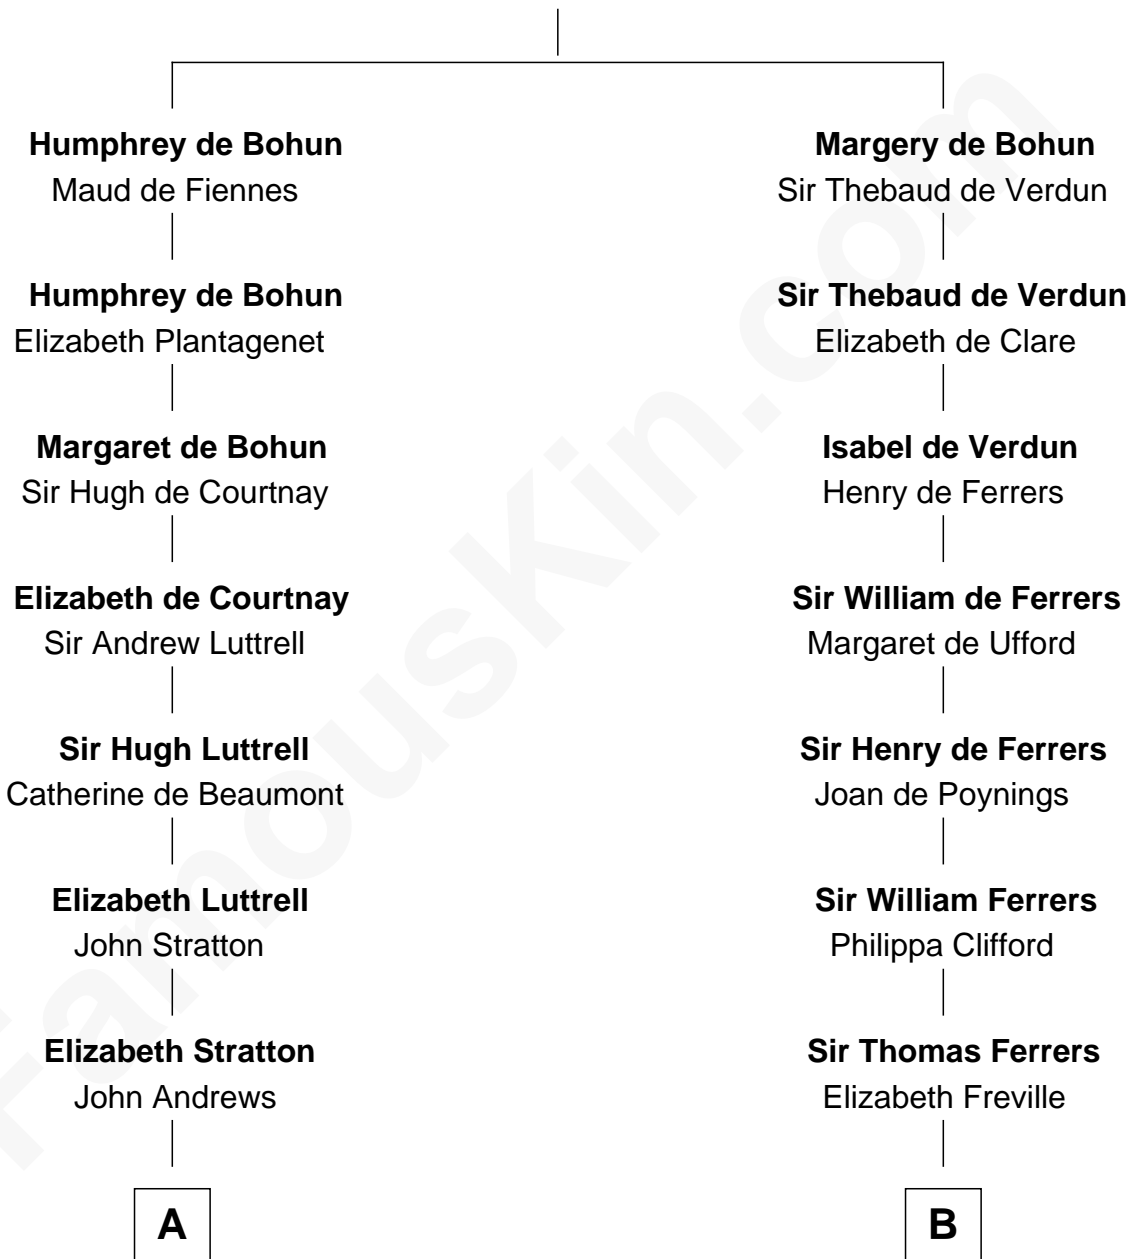 Humphrey de Bohun
Maud de Fiennes
Humphrey de Bohun
Elizabeth Plantagenet
Margaret de Bohun
Sir Hugh de Courtnay
Elizabeth de Courtnay
Sir Andrew Luttrell
Sir Hugh Luttrell
Catherine de Beaumont
Elizabeth Luttrell
John Stratton
Elizabeth Stratton
John Andrews
A
Margery de Bohun
Sir Thebaud de Verdun
Sir Thebaud de Verdun
Elizabeth de Clare
Isabel de Verdun
Henry de Ferrers
Sir William de Ferrers
Margaret de Ufford
Sir Henry de Ferrers
Joan de Poynings
Sir William Ferrers
Philippa Clifford
Sir Thomas Ferrers
Elizabeth Freville
B
FamousKin.com